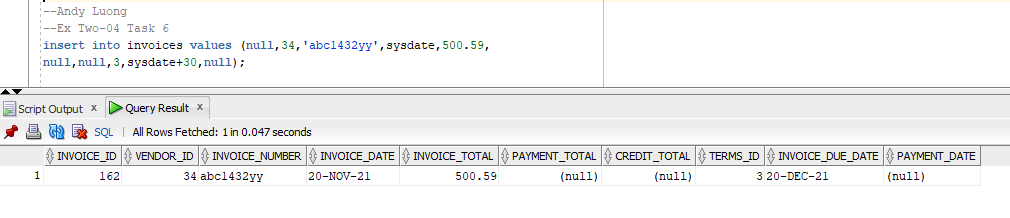 --Andy Luong
--Ex Two-04 Task 6
insert into invoices values (null,34,'abc1432yy',sysdate,500.59,
null,null,3,sysdate+30,null);
Script Output x Query Result x
SQL | All Rows Fetched: 1 in 0.047 seconds
INVOICE_ID VENDOR_ID INVOICE_NUMBER INVOICE_DATE INVOICE_TOTAL PAYMENT_TOTAL CREDIT_TOTAL TERMS_ID INVOICE_DUE_DATE PAYMENT_DATE
1 162 34 abc1432yy 20-NOV-21 500.59 (null) (null) 3 20-DEC-21 (null)